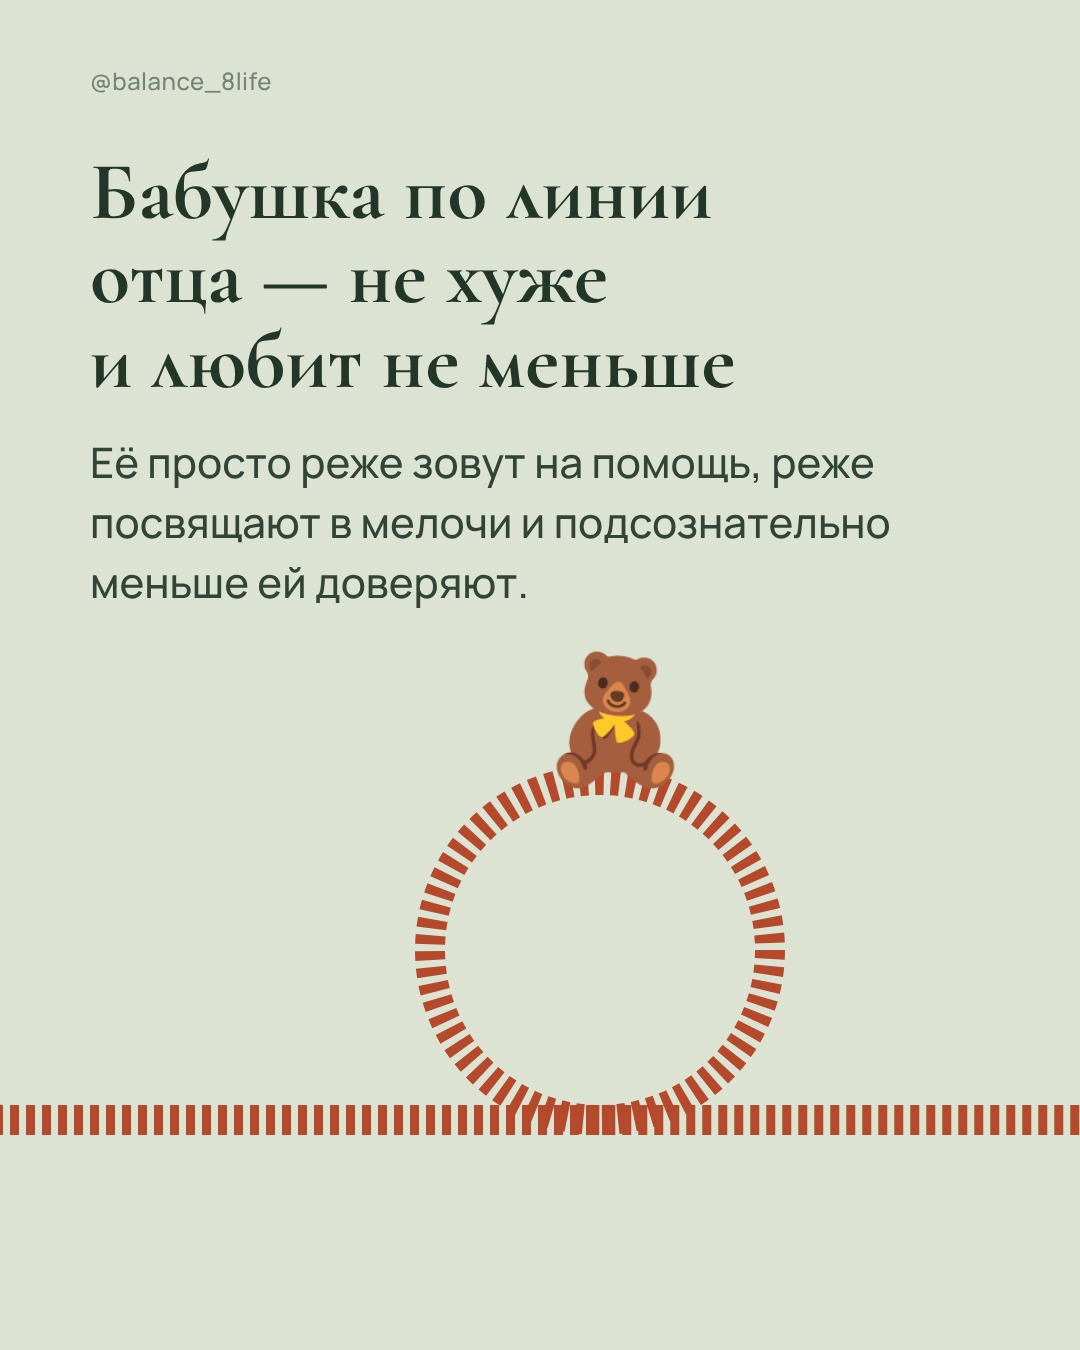 @balance_8life
Бабушка по линии
отца — не хуже
и любит не меньше
Её просто реже зовут на помощь, реже
посвящают в мелочи и подсознательно
меньше ей доверяют.